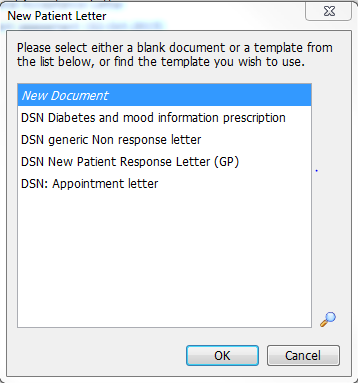 New Patient Letter
Please select either a blank document or a template from
the list below, or find the template you wish to use.
New Document
DSN Diabetes and mood information prescription
DSN generic Non response letter
DSN New Patient Response Letter (GP)
DSN: Appointment letter
OK
Cancel